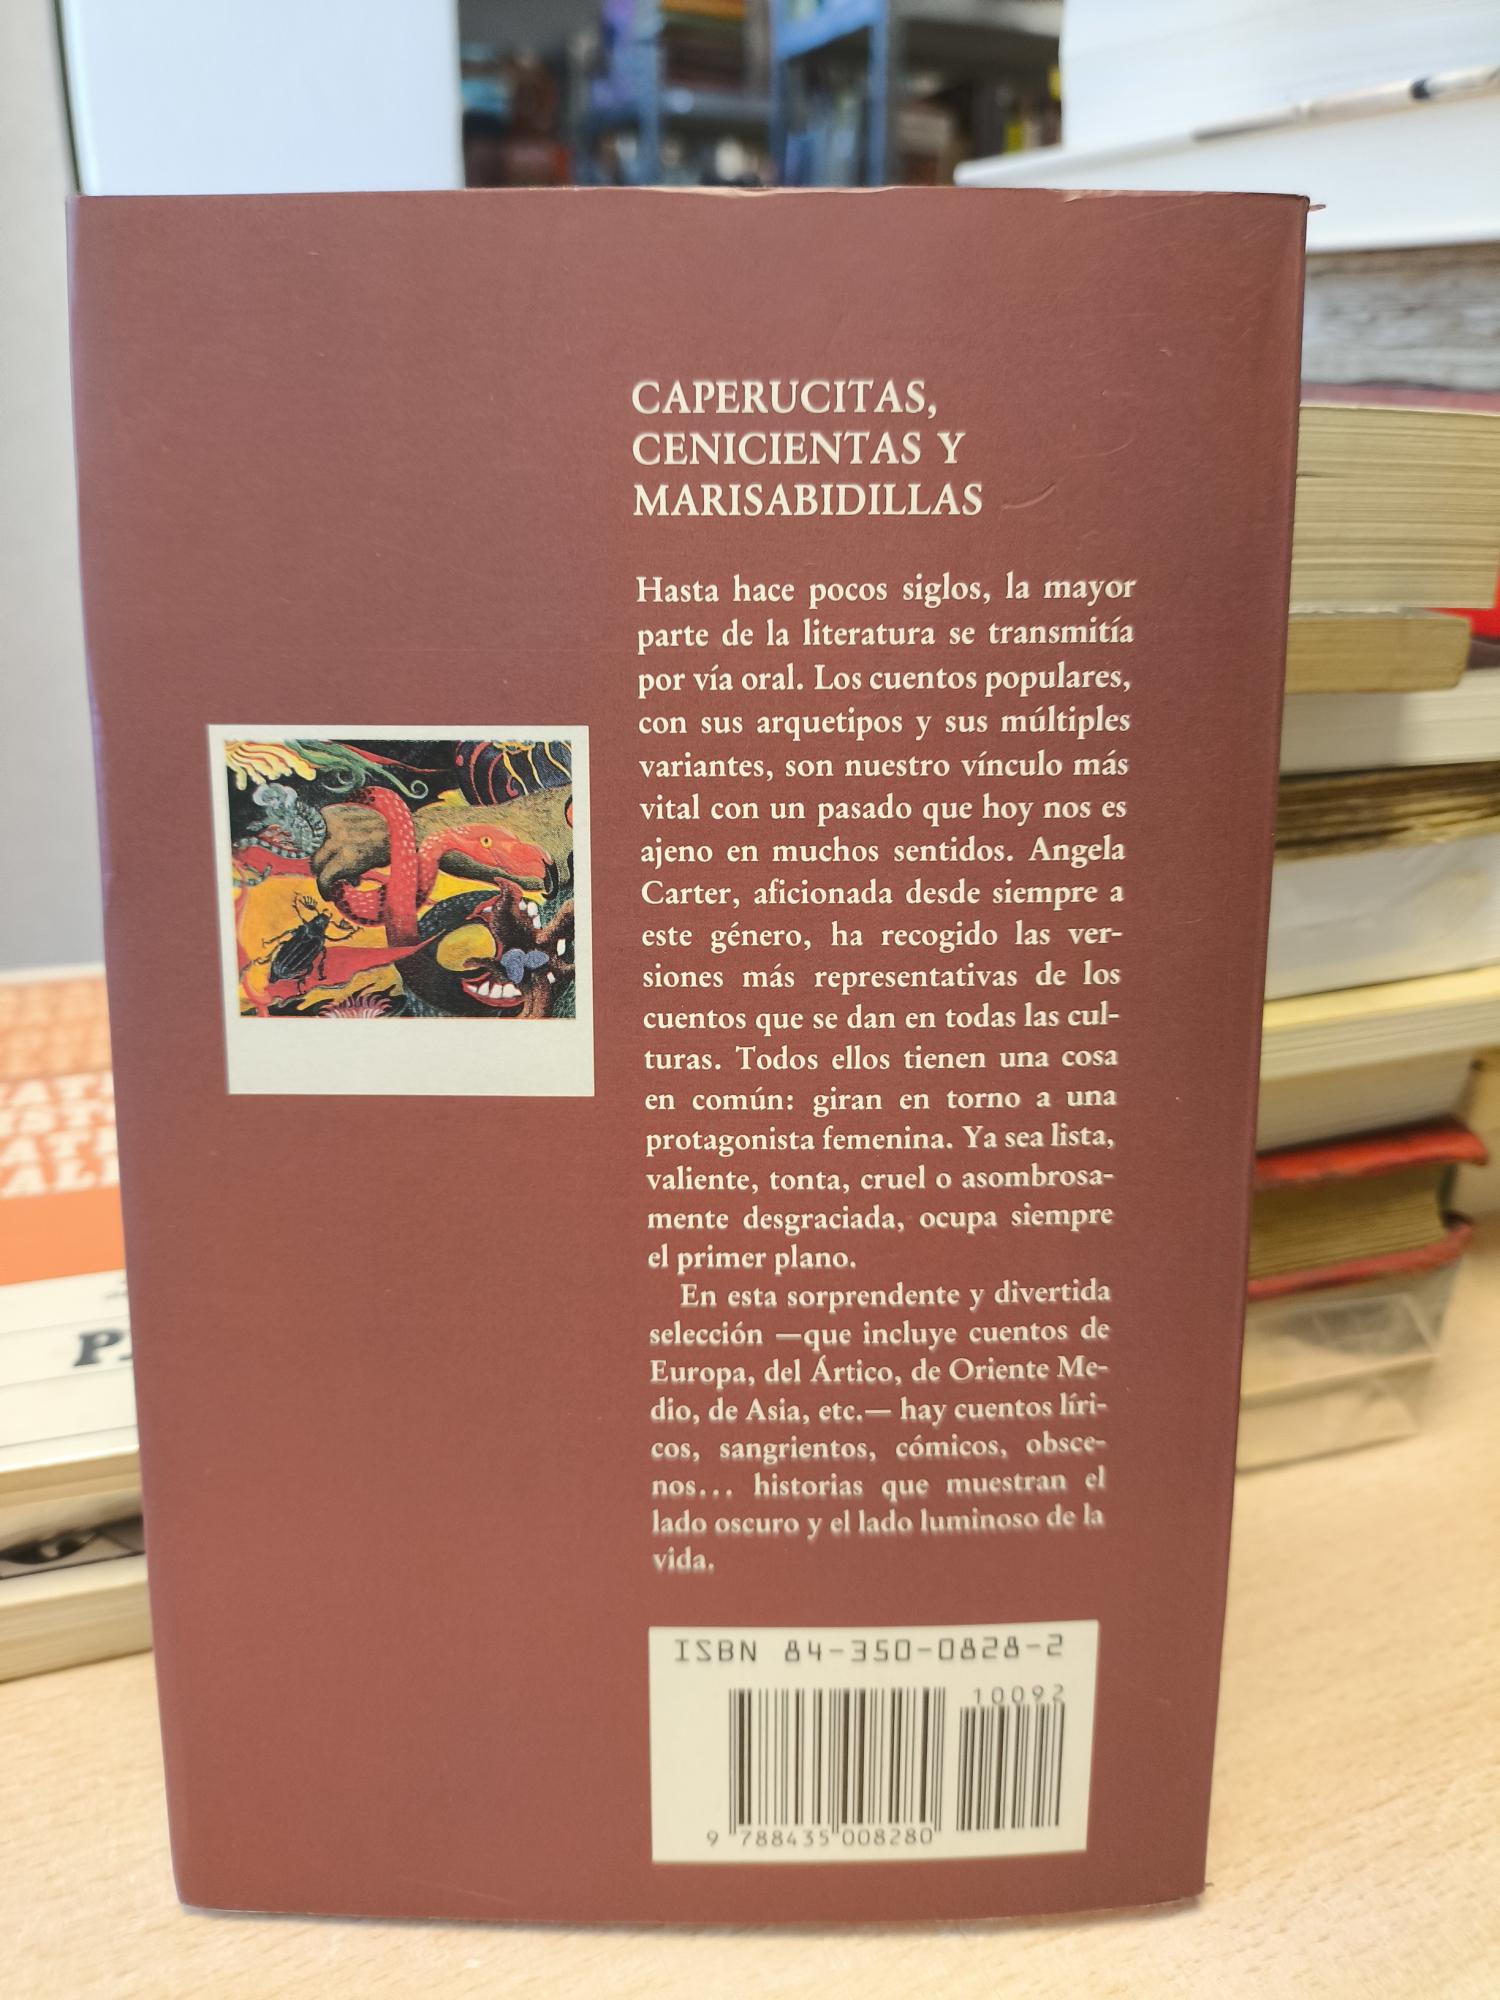 CAPERUCITAS,
CENICIENTAS Y
MARISABIDILLAS
Hasta hace pocos siglos, la mayor
parte de la literatura se transmitía
por vía oral. Los cuentos populares,
con sus arquetipos y sus múltiples
variantes, son nuestro vínculo más
vital con un pasado que hoy nos es
ajeno en muchos sentidos. Angela
Carter, aficionada desde siempre a
este género, ha recogido las ver-
siones más representativas de los
cuentos que se dan en todas las cul-
turas. Todos ellos tienen una cosa
en común: giran en torno a una
protagonista femenina. Ya sea lista,
valiente, tonta, cruel o asombrosa-
mente desgraciada, ocupa siempre
el primer plano.
En esta sorprendente y divertida
selección —que incluye cuentos de
Europa, del Ártico, de Oriente Me-
dio, de Asia, etc.— hay cuentos líri-
cos, sangrientos, cómicos, obsce-
nos... historias que muestran el
lado oscuro y el lado luminoso de la
vida.
ISBN 84-350-0828-2
10092
9 788435 008280